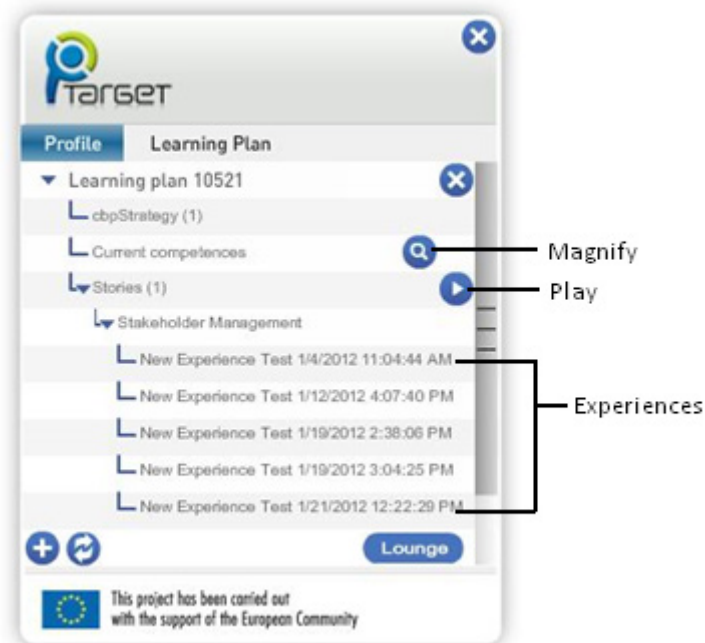 TARGET
Profile Learning Plan
Learning plan 10521
cbpStrategy (1)
Current competences
Magnify
Stories (1)
Play
Stakeholder Management
New Experience Test 1/4/2012 11:04:44 AM
New Experience Test 1/12/2012 4:07:40 PM
Experiences
New Experience Test 1/19/2012 2:38:06 PM
New Experience Test 1/19/2012 3:04:25 PM
New Experience Test 1/21/2012 12:22:29 PM
Lounge
This project has been carried out
with the support of the European Community